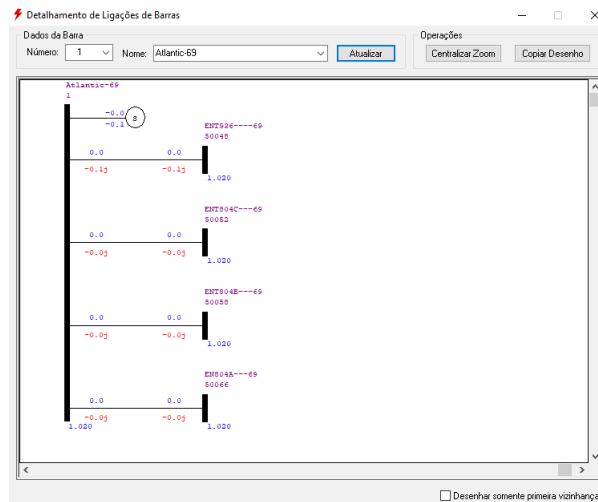 Detalhamento de Ligações de Barras
Dados da Barra
Número: 1 Nome: Atlantic-69 Atualizar
Operações
Centralizar Zoom Copiar Desenho
Atlantic-69
1
-0.0
-0.1
S
ENT936----69
50048
0.0 0.0
-0.1j -0.1j
1.020
ENT804C---69
50052
0.0 0.0
-0.0j -0.0j
1.020
ENT804B---69
50058
0.0 0.0
-0.0j -0.0j
1.020
EN804A---69
50066
0.0 0.0
-0.0j -0.0j
1.020 1.020
Desenhar somente primeira vizinhança